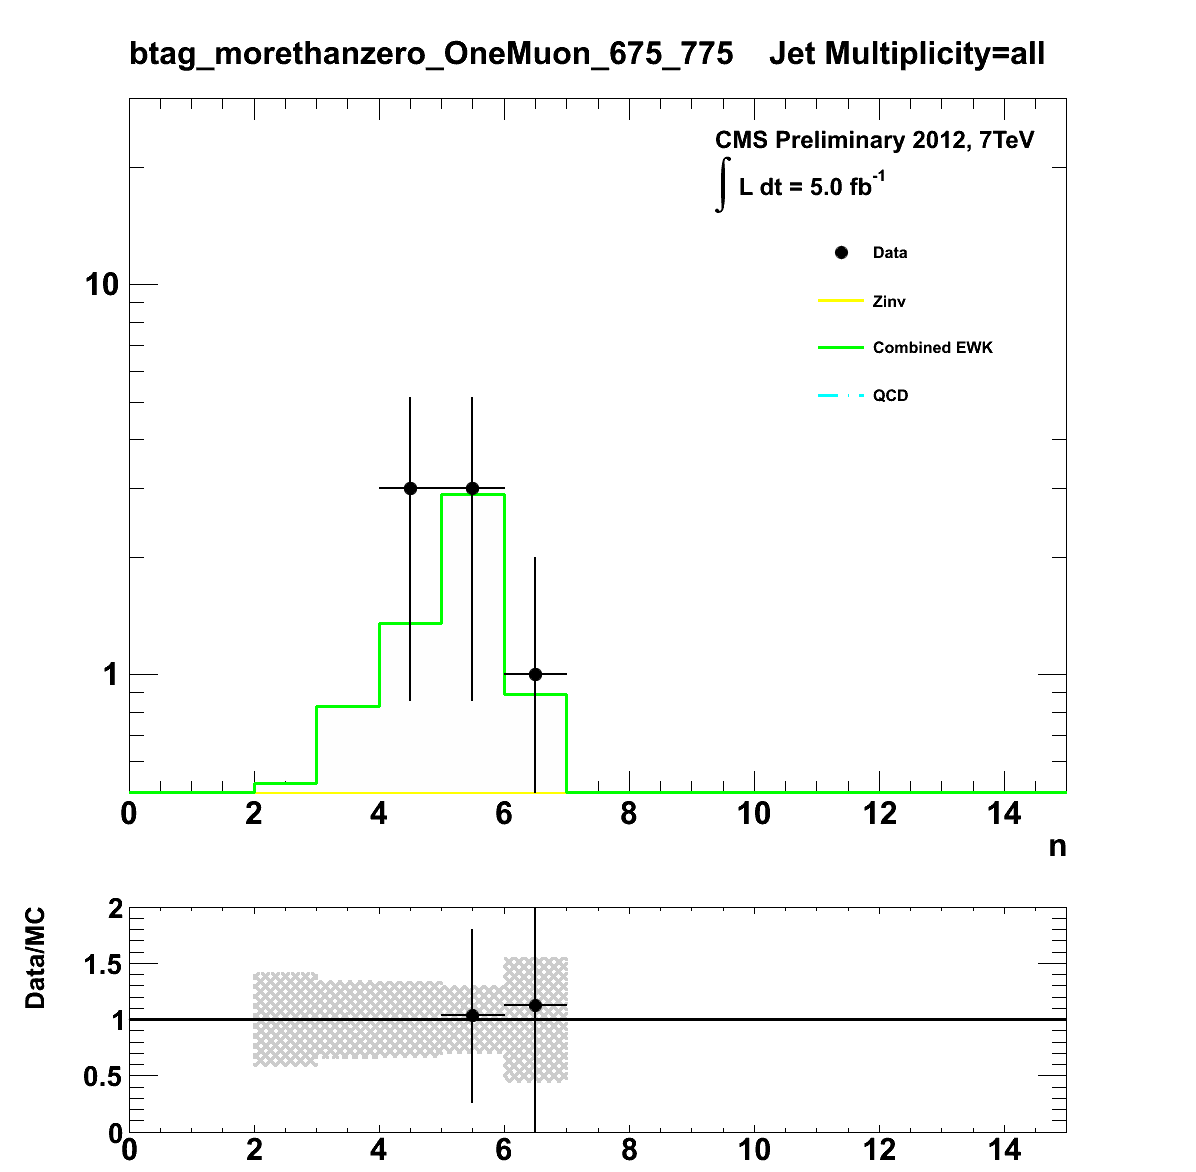 btag_morethanzero_OneMuon_675_775 Jet Multiplicity=all
CMS Preliminary 2012, 7TeV
∫ L dt = 5.0 fb-1
Data
Zinv
Combined EWK
QCD
10
1
0 2 4 6 8 10 12 14
n
Data/MC
2
1.5
1
0.5
0
0 2 4 6 8 10 12 14